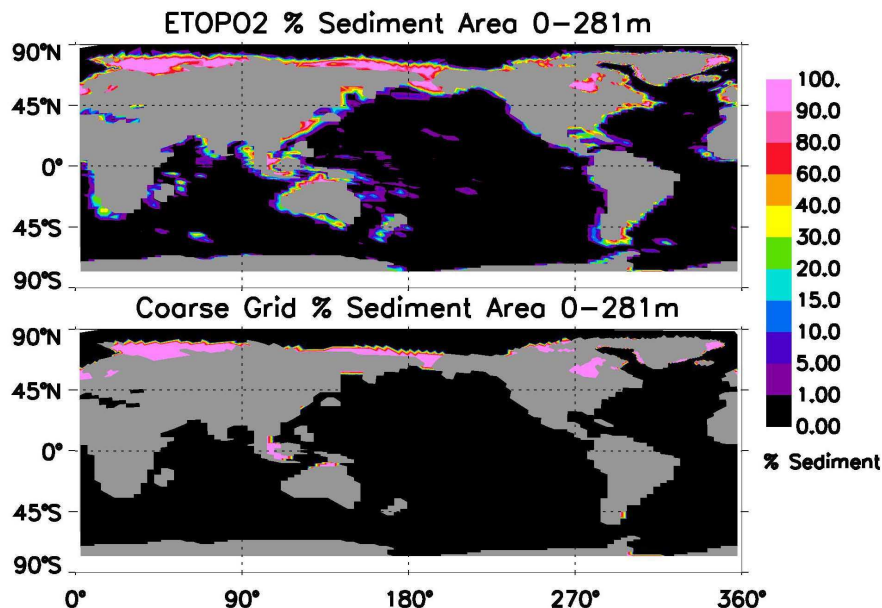 ETOPO2 % Sediment Area 0-281m
90°N
45°N
0°
45°S
90°S
Coarse Grid % Sediment Area 0-281m
90°N
45°N
0°
45°S
90°S
0° 90° 180° 270° 360°
100.
90.0
80.0
60.0
40.0
30.0
20.0
15.0
10.0
5.00
1.00
0.00
% Sediment